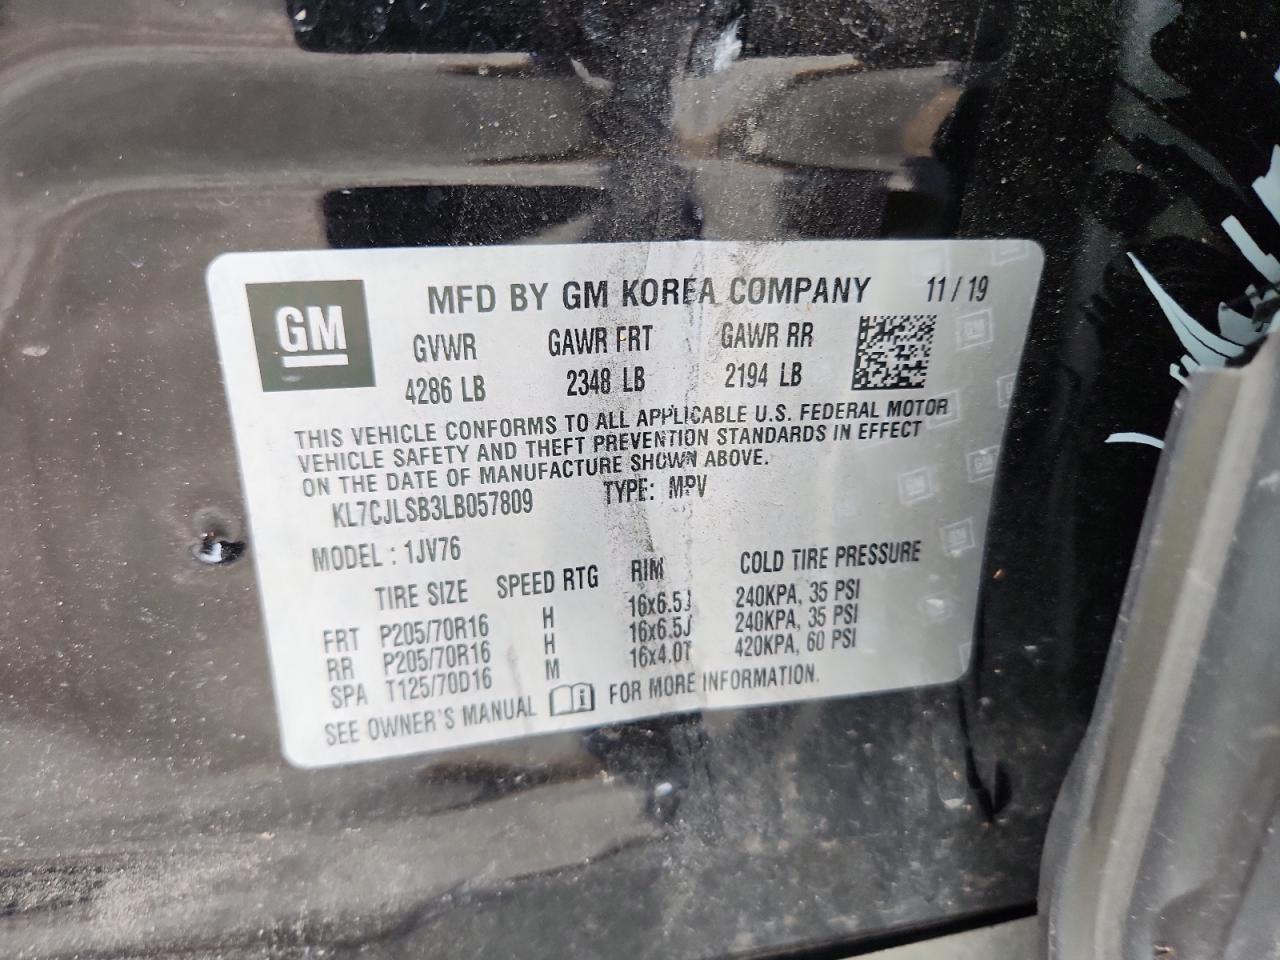 GM
MFD BY GM KOREA COMPANY 11/19
GVWR GAWR FRT GAWR RR
4286 LB 2348 LB 2194 LB
THIS VEHICLE CONFORMS TO ALL APPLICABLE U.S. FEDERAL MOTOR
VEHICLE SAFETY AND THEFT PREVENTION STANDARDS IN EFFECT
ON THE DATE OF MANUFACTURE SHOWN ABOVE.
KL7CJLSB3LB057809 TYPE: MPV
MODEL : 1JV76
TIRE SIZE SPEED RTG RIM COLD TIRE PRESSURE
FRT P205/70R16 H 16x6.5J 240KPA, 35 PSI
RR P205/70R16 H 16x6.5J 240KPA, 35 PSI
SPA T125/70D16 M 16x4.0T 420KPA, 60 PSI
SEE OWNER'S MANUAL FOR MORE INFORMATION.